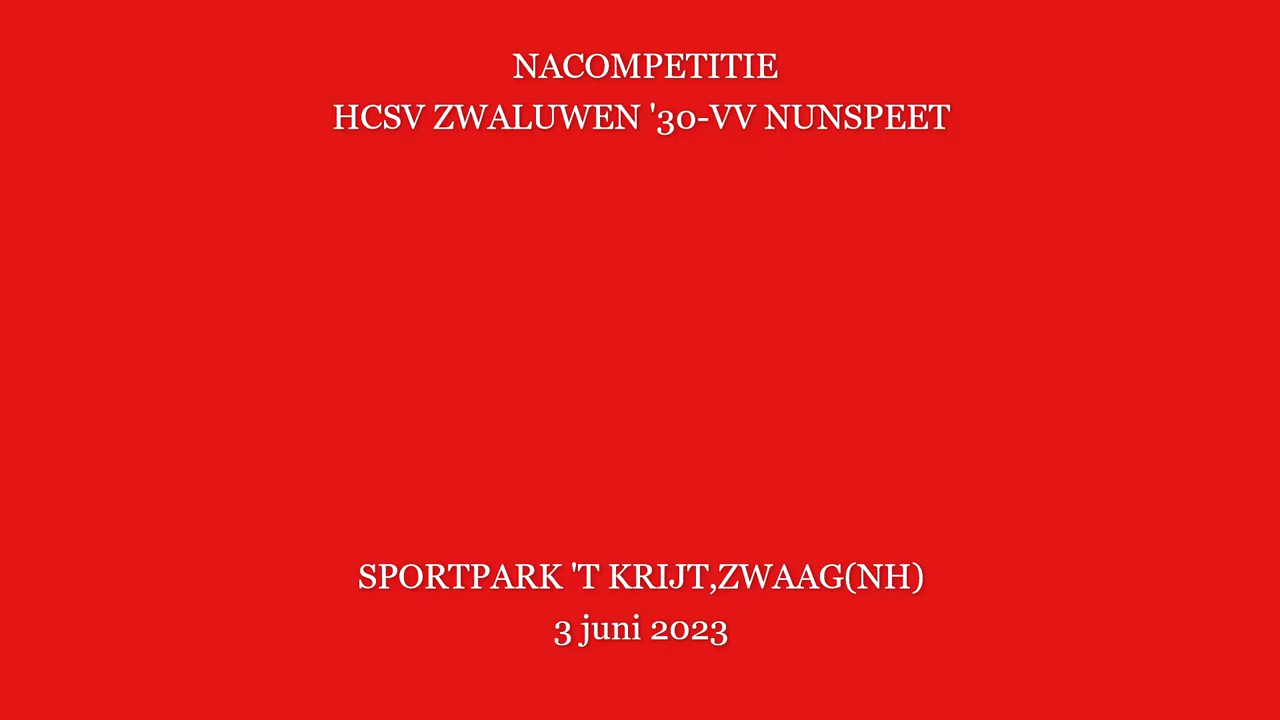 NACOMPETITIE
HCSV ZWALUWEN '30-VV NUNSPEET
SPORTPARK 'T KRIJT,ZWAAG(NH)
3 juni 2023